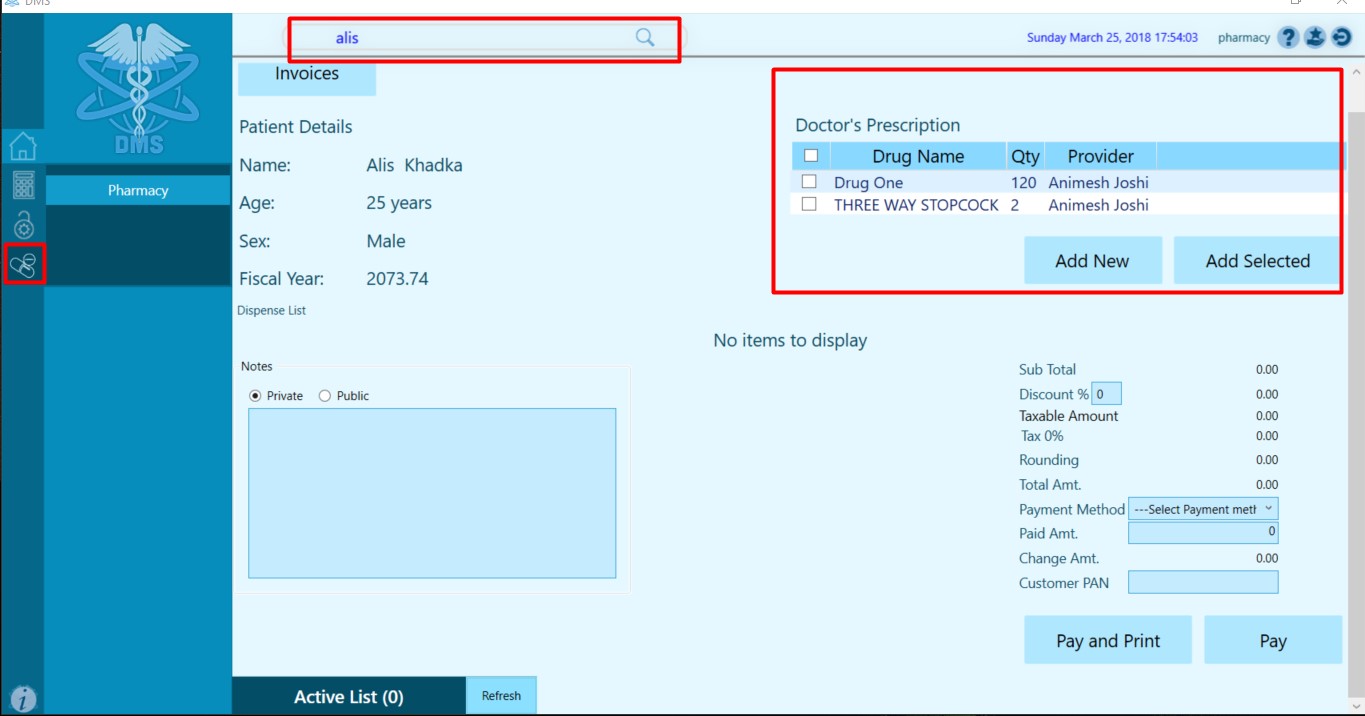 DMS
alis
Sunday March 25, 2018 17:54:03 pharmacy ?
DMS
Pharmacy
Invoices
Patient Details
Name: Alis Khadka
Age: 25 years
Sex: Male
Fiscal Year: 2073.74
Doctor's Prescription
Drug Name Qty Provider
Drug One 120 Animesh Joshi
THREE WAY STOPCOCK 2 Animesh Joshi
Add New Add Selected
Dispense List
No items to display
Notes
Private Public
Sub Total 0.00
Discount % 0 0.00
Taxable Amount 0.00
Tax 0% 0.00
Rounding 0.00
Total Amt. 0.00
Payment Method ---Select Payment meth
Paid Amt. 0
Change Amt. 0.00
Customer PAN
Pay and Print Pay
i
Active List (0) Refresh